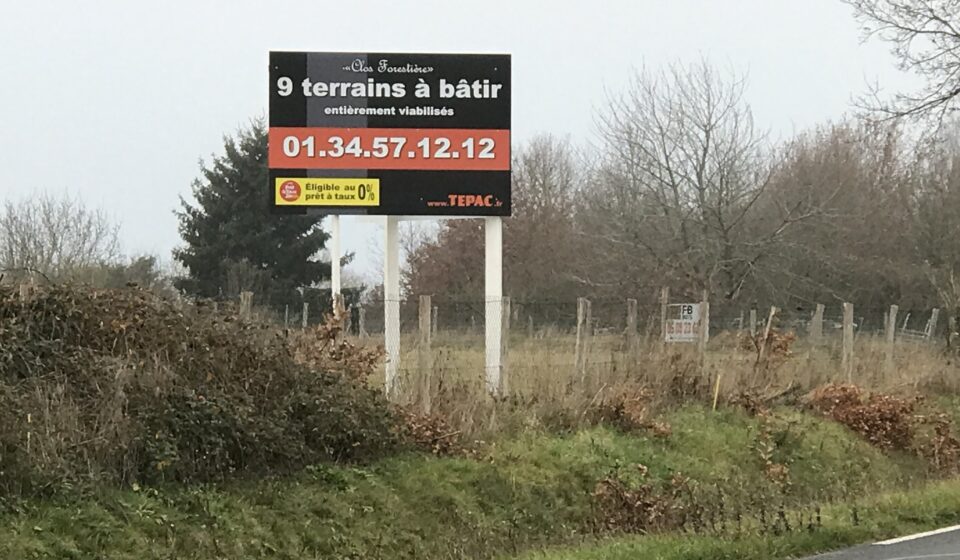 «Clos Forestière»
9 terrains à bâtir
entièrement viabilisés
01.34.57.12.12
Éligible au
prêt à taux 0%
www.TEPAC.fr